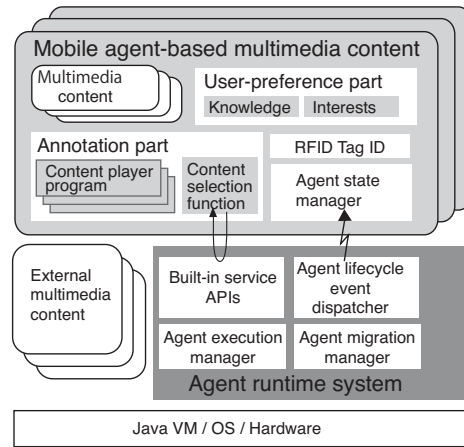 Mobile agent-based multimedia content
Multimedia
content
User-preference part
Knowledge
Interests
Annotation part
Content player
program
Content
selection
function
RFID Tag ID
Agent state
manager
External
multimedia
content
Built-in service
APIs
Agent lifecycle
event
dispatcher
Agent execution
manager
Agent migration
manager
Agent runtime system
Java VM / OS / Hardware